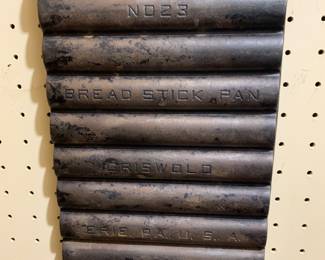 NO23
BREAD STICK PAN
GRISWOLD
ERIE PA. U.S.A.